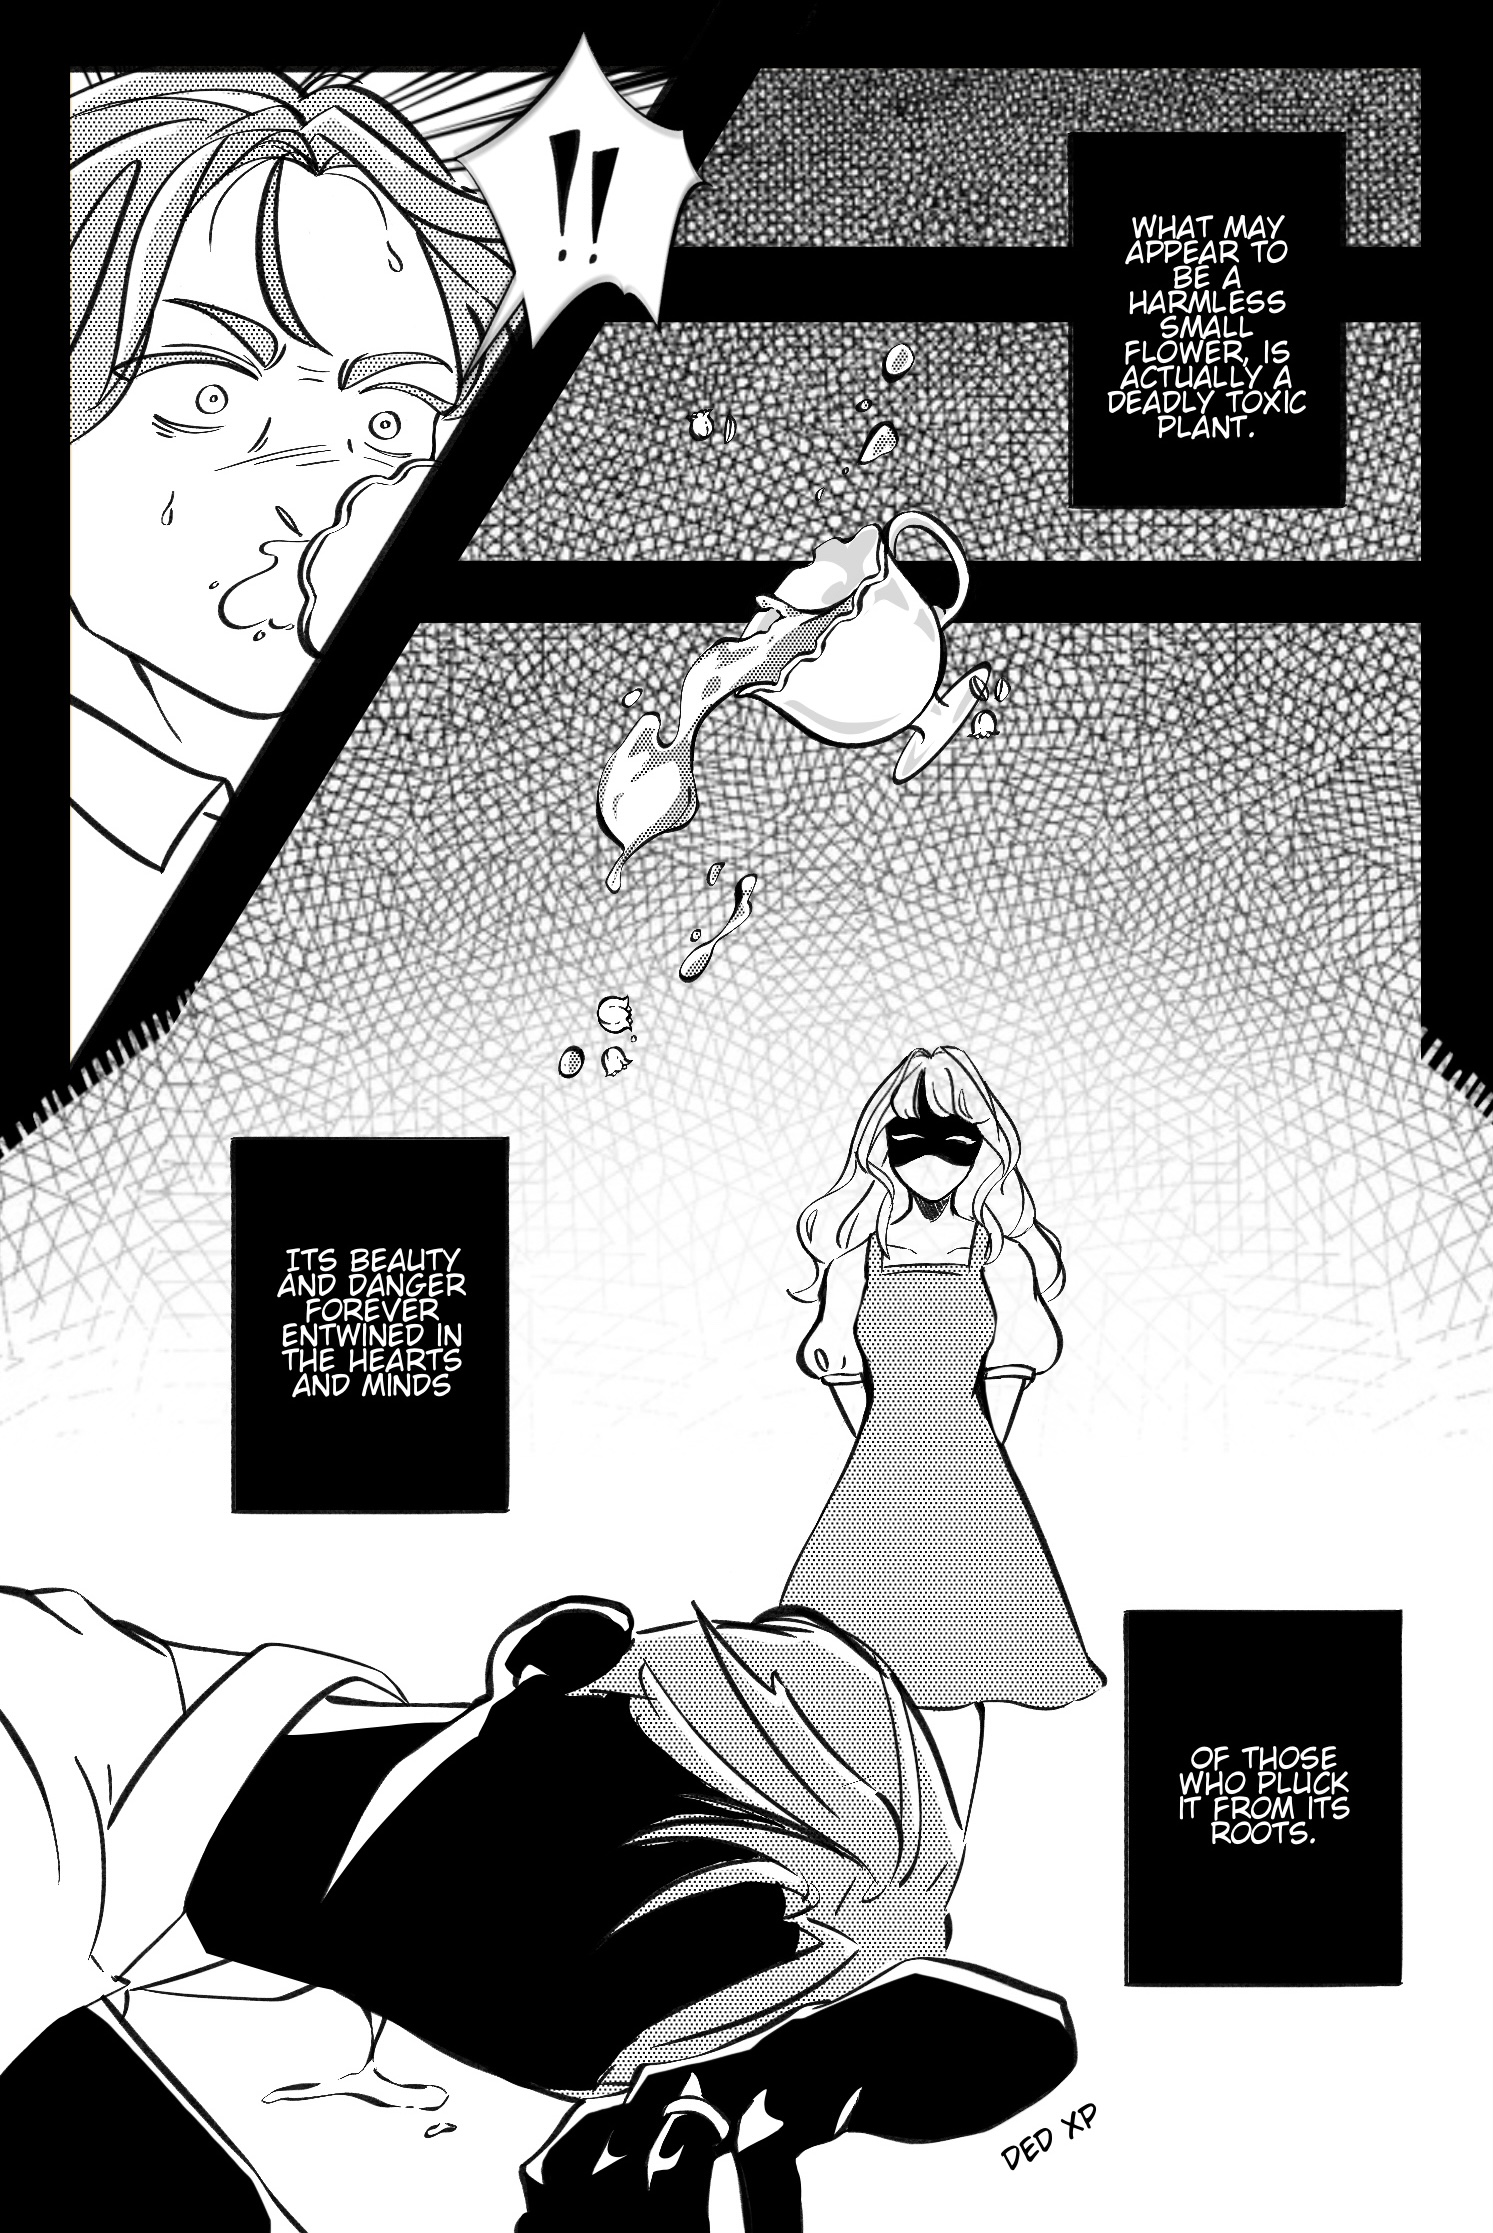 !!
WHAT MAY
APPEAR TO
BE A
HARMLESS
SMALL
FLOWER, IS
ACTUALLY A
DEADLY TOXIC
PLANT.
ITS BEAUTY
AND DANGER
FOREVER
ENTWINED IN
THE HEARTS
AND MINDS
OF THOSE
WHO PLUCK
IT FROM ITS
ROOTS.
DED XP